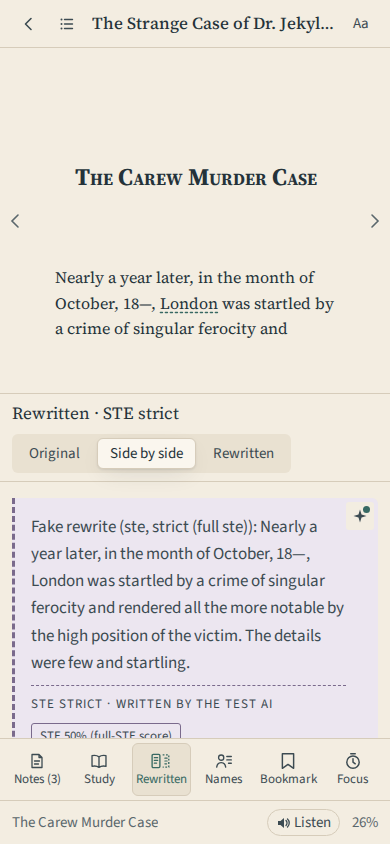 The Strange Case of Dr. Jekyl...
Aa
The Carew Murder Case
Nearly a year later, in the month of
October, 18—, London was startled by
a crime of singular ferocity and
Rewritten · STE strict
Original
Side by side
Rewritten
Fake rewrite (ste, strict (full ste)): Nearly a
year later, in the month of October, 18—,
London was startled by a crime of singular
ferocity and rendered all the more notable by
the high position of the victim. The details
were few and startling.
STE STRICT · WRITTEN BY THE TEST AI
STE 50% (full-STE score)
Notes (3)
Study
Rewritten
Names
Bookmark
Focus
The Carew Murder Case
Listen
26%